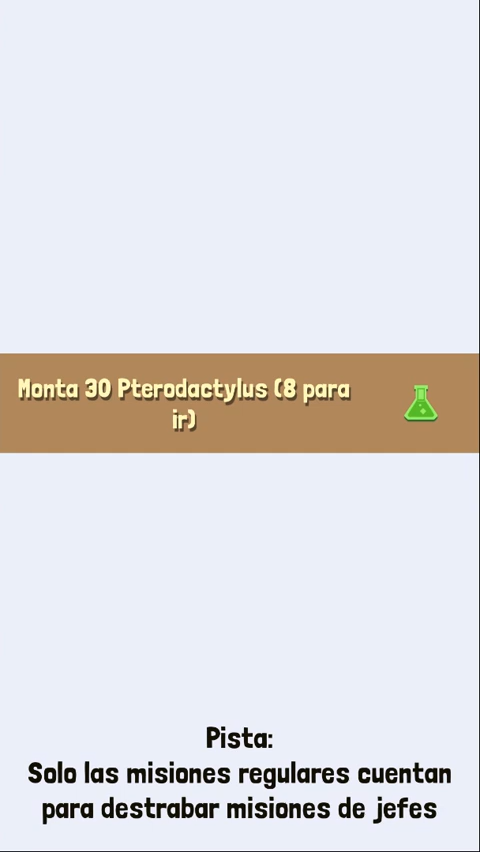 Monta 30 Pterodactylus (8 para
ir)
Pista:
Solo las misiones regulares cuentan
para destrabar misiones de jefes